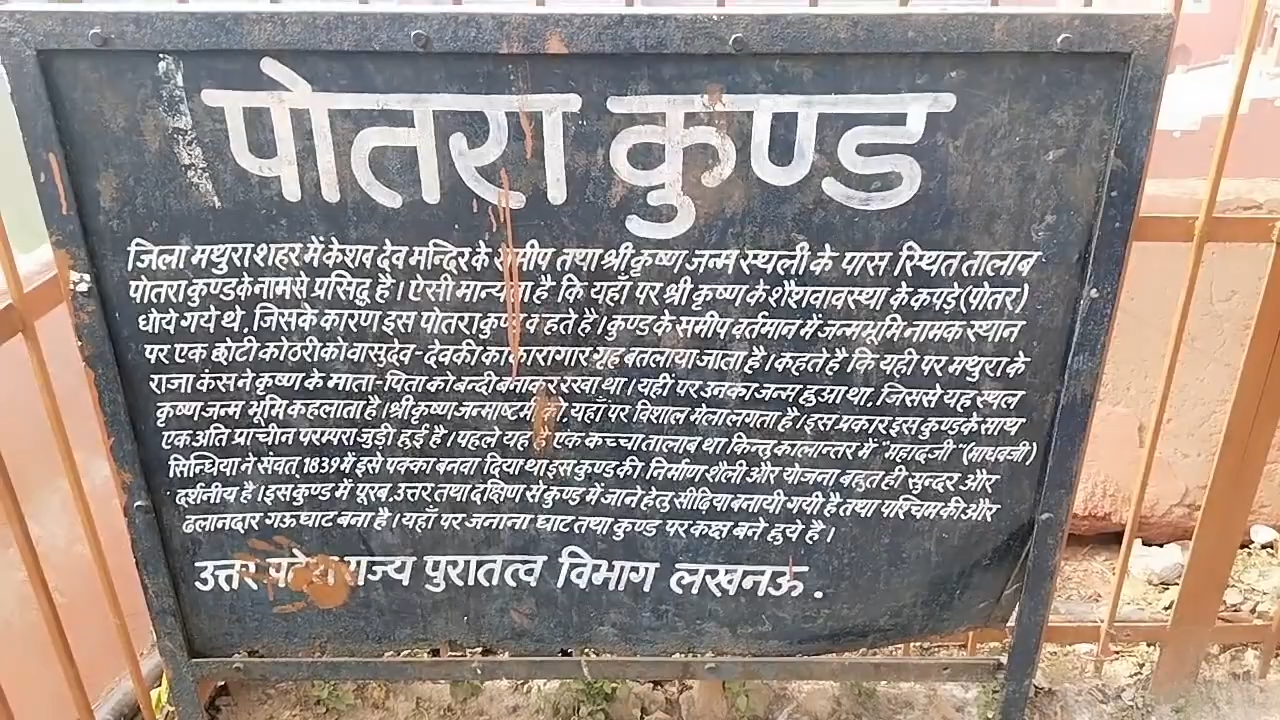 पोतरा कुण्ड
जिला मथुरा शहर में केशव देव मन्दिर के समीप तथा श्री कृष्ण जन्म स्थली के पास स्थित तालाब
पोतरा कुण्ड के नाम से प्रसिद्ध है। ऐसी मान्यता है कि यहाँ पर श्री कृष्ण के शैशवावस्था के कपड़े (पोतर)
धोये गये थे, जिसके कारण इस पोतरा कुण्ड कहते है। कुण्ड के समीप वर्तमान में जन्मभूमि नामक स्थान
पर एक छोटी कोठरी को वासुदेव-देवकी का कारागार गृह बतलाया जाता है। कहते है कि यही पर मथुरा के
राजा कंस ने कृष्ण के माता-पिता को बन्दी बनाकर रखा था। यही पर उनका जन्म हुआ था, जिससे यह स्थल
कृष्ण जन्म भूमि कहलाता है। श्री कृष्ण जन्माष्टमी को, यहाँ पर विशाल मेला लगता है। इस प्रकार इस कुण्ड के साथ
एक अति प्राचीन परम्परा जुड़ी हुई है। पहले यह एक कच्चा तालाब था किन्तु कालान्तर में "महादजी" (माधवजी)
सिन्धिया ने संवत् 1839 में इसे पक्का बनवा दिया था इस कुण्ड की निर्माण शैली और योजना बहुत ही सुन्दर और
दर्शनीय है। इस कुण्ड में पूरब, उत्तर तथा दक्षिण से कुण्ड में जाने हेतु सीढ़िया बनायी गयी है तथा पश्चिम की और
ढलानदार गऊ घाट बना है। यहाँ पर जनाना घाट तथा कुण्ड पर कक्ष बने हुये है।
उत्तर प्रदेश राज्य पुरातत्व विभाग लखनऊ.